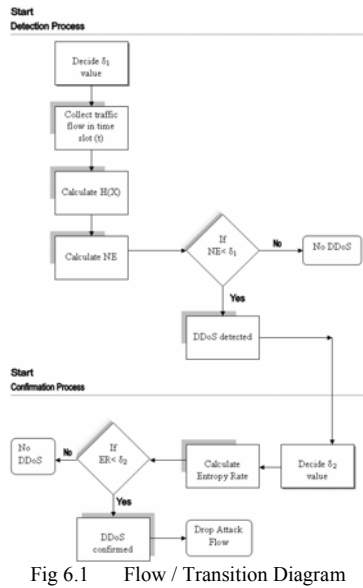 Start
Detection Process
Decide δ1
value
Collect traffic
flow in time
slot (t)
Calculate H(X)
Calculate NE
If
NE< δ1
No
No DDoS
Yes
DDoS detected
Start
Confirmation Process
No
DDoS
No
If
ER< δ2
Calculate
Entropy Rate
Decide δ2
value
Yes
DDoS
confirmed
Drop Attack
Flow
Fig 6.1 Flow / Transition Diagram